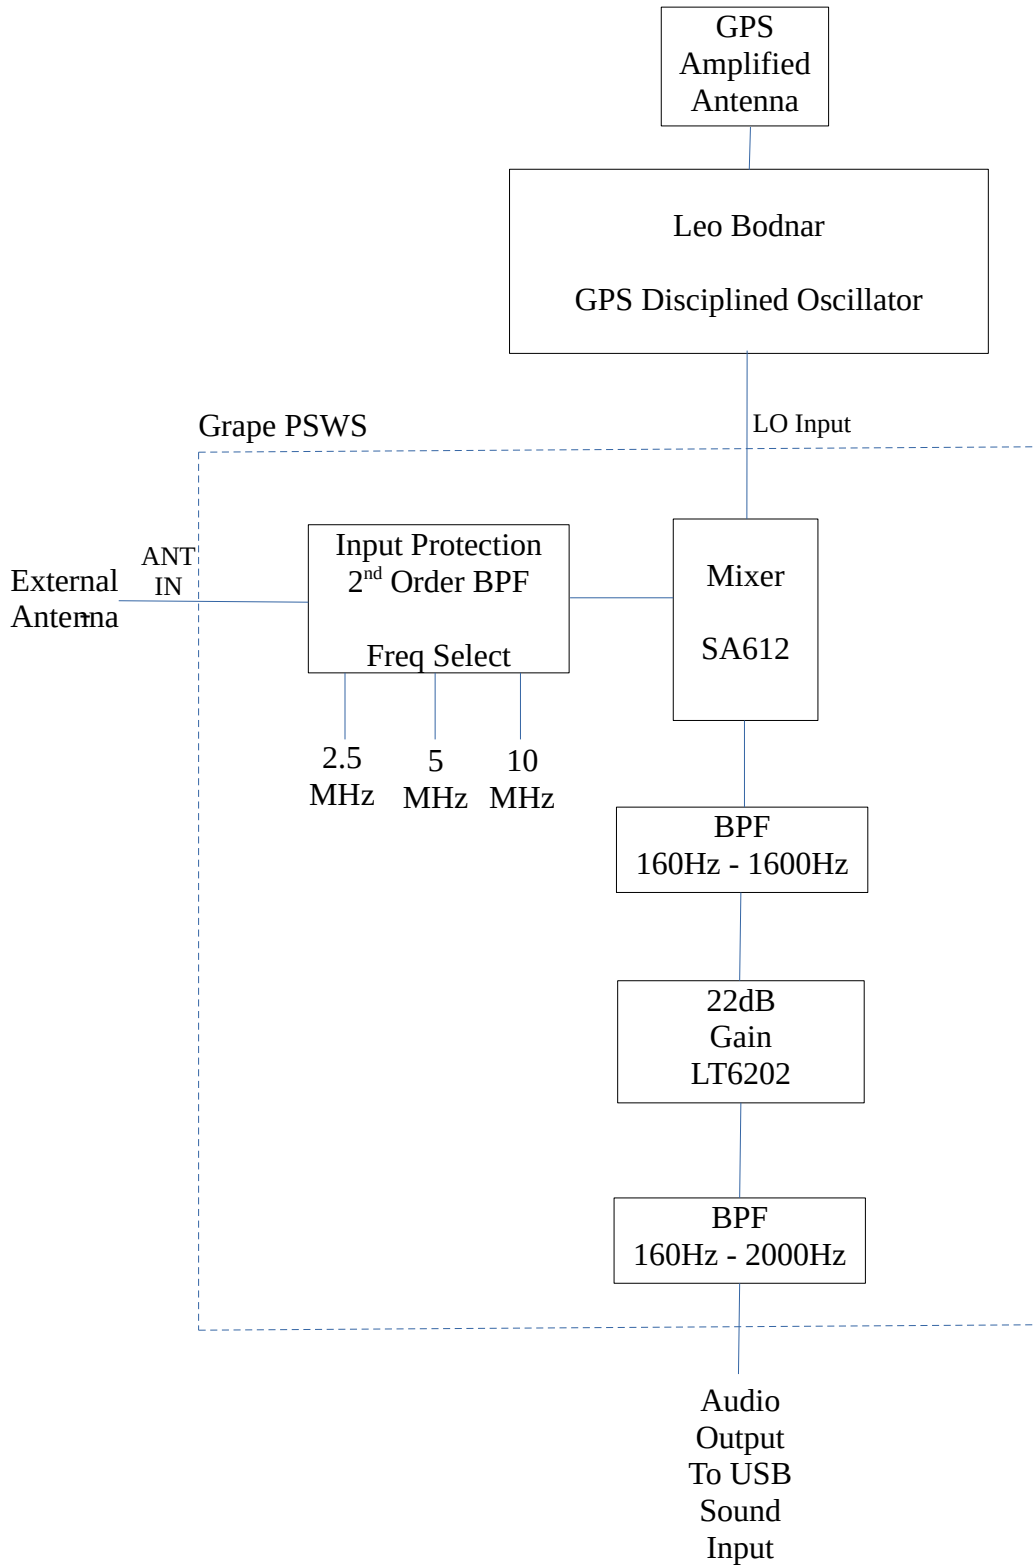 GPS
Amplified
Antenna
Leo Bodnar
GPS Disciplined Oscillator
Grape PSWS
LO Input
ANT
IN
External
Antenna
Input Protection
2nd Order BPF
Freq Select
Mixer
SA612
2.5
MHz
5
MHz
10
MHz
BPF
160Hz - 1600Hz
22dB
Gain
LT6202
BPF
160Hz - 2000Hz
Audio
Output
To USB
Sound
Input